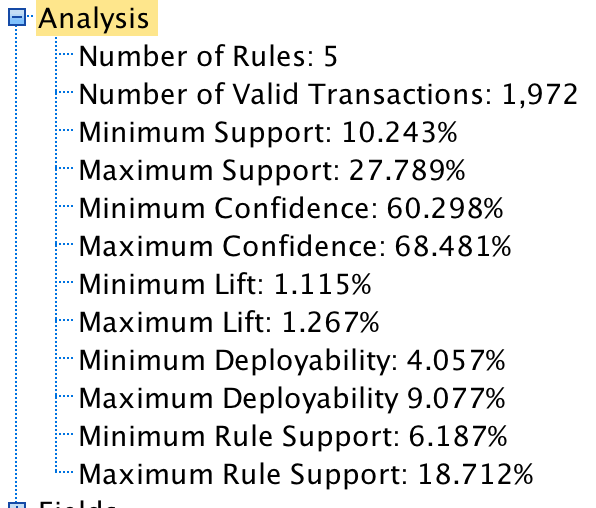 Analysis
Number of Rules: 5
Number of Valid Transactions: 1,972
Minimum Support: 10.243%
Maximum Support: 27.789%
Minimum Confidence: 60.298%
Maximum Confidence: 68.481%
Minimum Lift: 1.115%
Maximum Lift: 1.267%
Minimum Deployability: 4.057%
Maximum Deployability 9.077%
Minimum Rule Support: 6.187%
Maximum Rule Support: 18.712%
Fields